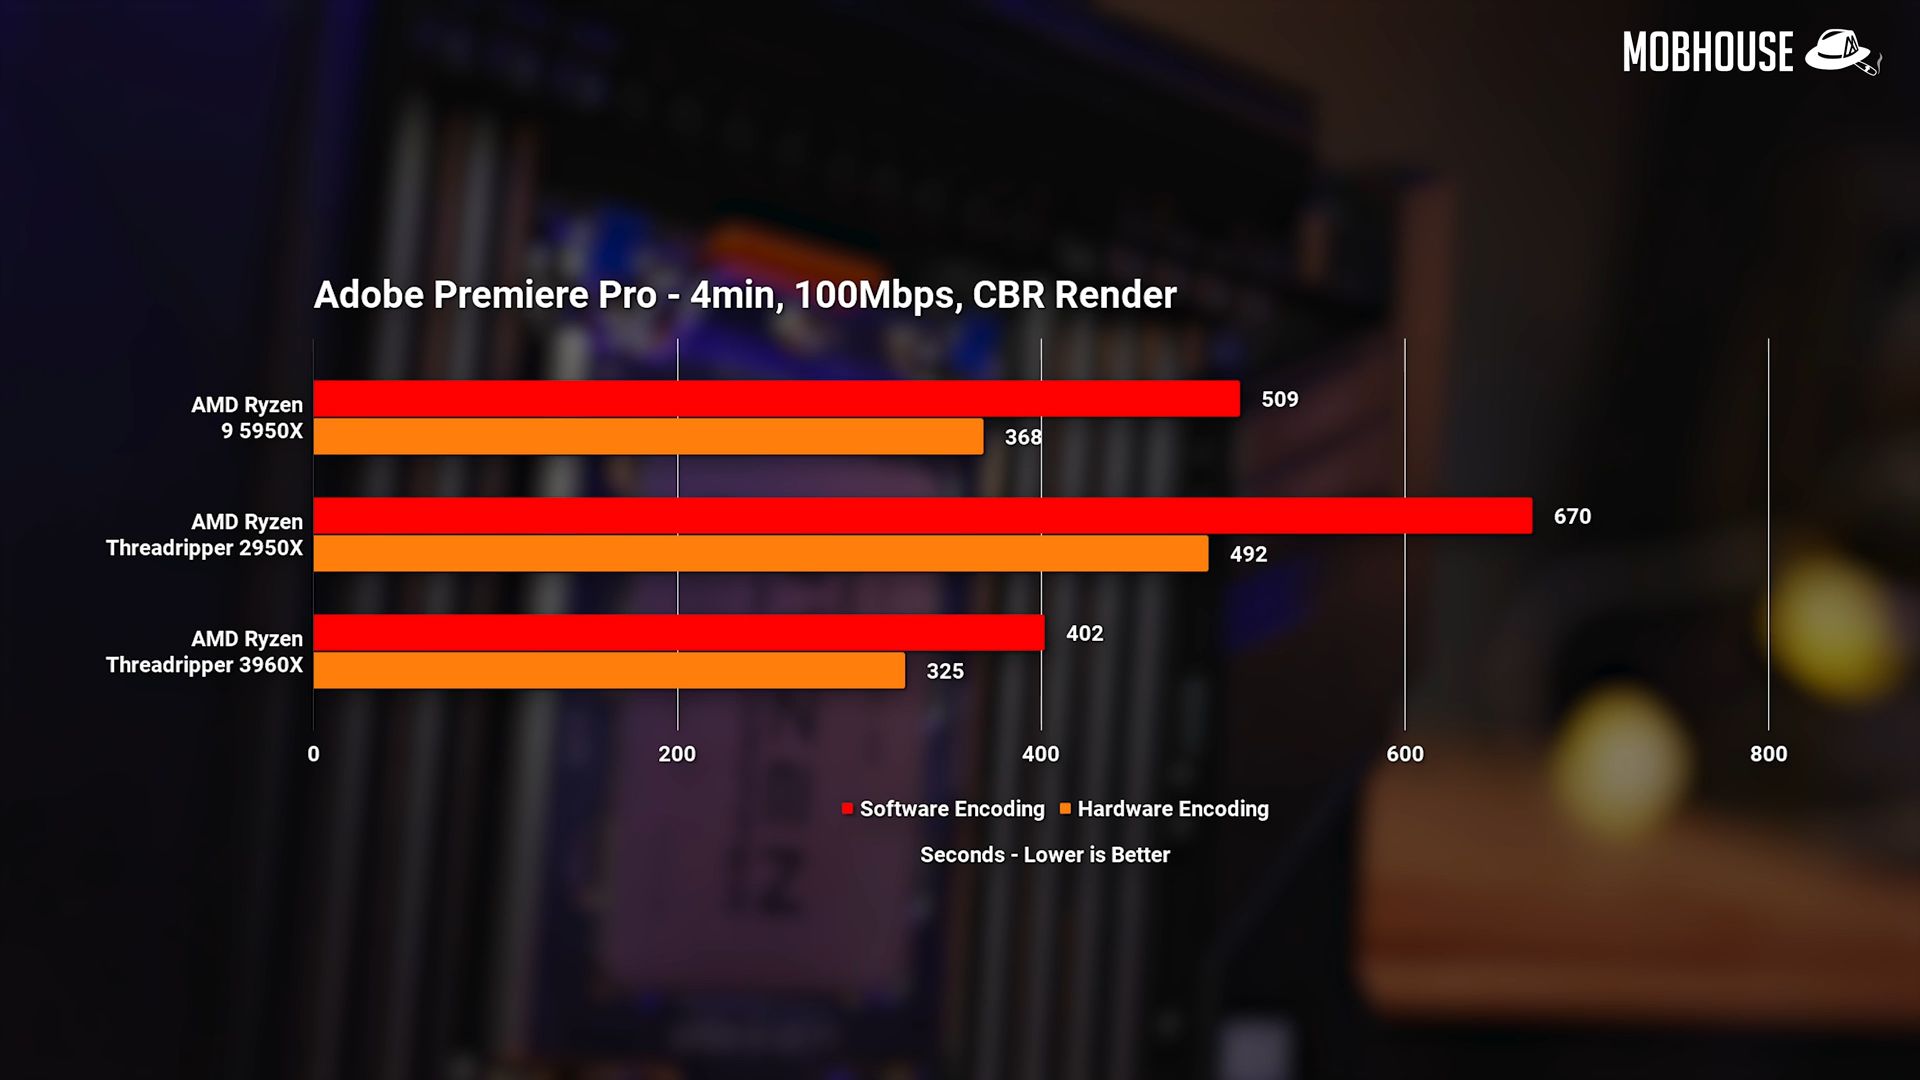 MOBHOUSE
Adobe Premiere Pro - 4min, 100Mbps, CBR Render
AMD Ryzen
9 5950X
509
368
AMD Ryzen
Threadripper 2950X
670
492
AMD Ryzen
Threadripper 3960X
402
325
0 200 400 600 800
Software Encoding Hardware Encoding
Seconds - Lower is Better